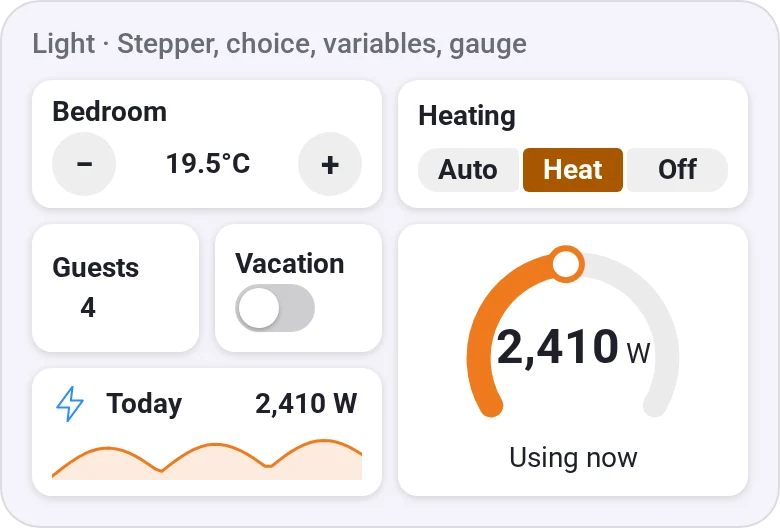 Light · Stepper, choice, variables, gauge
Bedroom
− 19.5°C +
Heating
Auto Heat Off
Guests
4
Vacation
Today 2,410 W
2,410 W
Using now